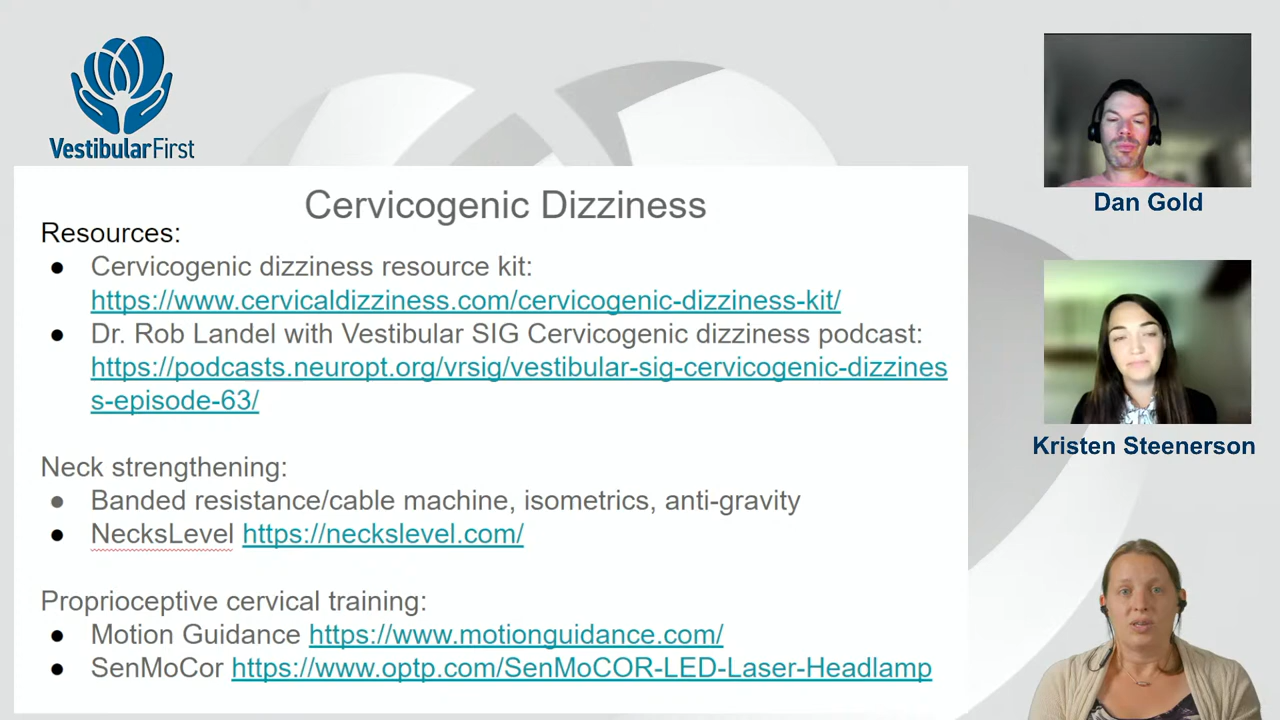 VestibularFirst
Cervicogenic Dizziness
Resources:
● Cervicogenic dizziness resource kit:
https://www.cervicaldizziness.com/cervicogenic-dizziness-kit/
● Dr. Rob Landel with Vestibular SIG Cervicogenic dizziness podcast:
https://podcasts.neuropt.org/vrsig/vestibular-sig-cervicogenic-dizzines
s-episode-63/
Neck strengthening:
● Banded resistance/cable machine, isometrics, anti-gravity
● NecksLevel https://neckslevel.com/
Proprioceptive cervical training:
● Motion Guidance https://www.motionguidance.com/
● SenMoCor https://www.optp.com/SenMoCOR-LED-Laser-Headlamp
Dan Gold
Kristen Steenerson